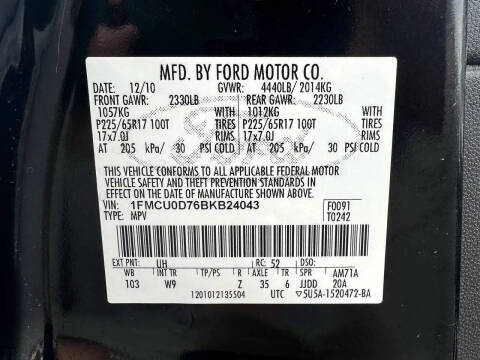 MFD. BY FORD MOTOR CO.
DATE: 12/10 GVWR: 4440LB/ 2014KG
FRONT GAWR: 2330LB REAR GAWR: 2230LB
1057KG WITH 1012KG WITH
P225/65R17 100T TIRES P225/65R17 100T TIRES
17x7.0J RIMS 17x7.0J RIMS
AT 205 kPa/ 30 PSI COLD AT 205 kPa/ 30 PSI COLD
THIS VEHICLE CONFORMS TO ALL APPLICABLE FEDERAL MOTOR
VEHICLE SAFETY AND THEFT PREVENTION STANDARDS IN
EFFECT ON THE DATE OF MANUFACTURE SHOWN ABOVE.
VIN: 1FMCU0D76BKB24043 F0091
TYPE: MPV T0242
EXT PNT: UH RC: 52 DSO:
WB INT TR TP/PS R AXLE TR SPR AM71A
103 W9 Z 35 6 JJDD 20A
1201012135504 UTC 5U5A-1520472-BA